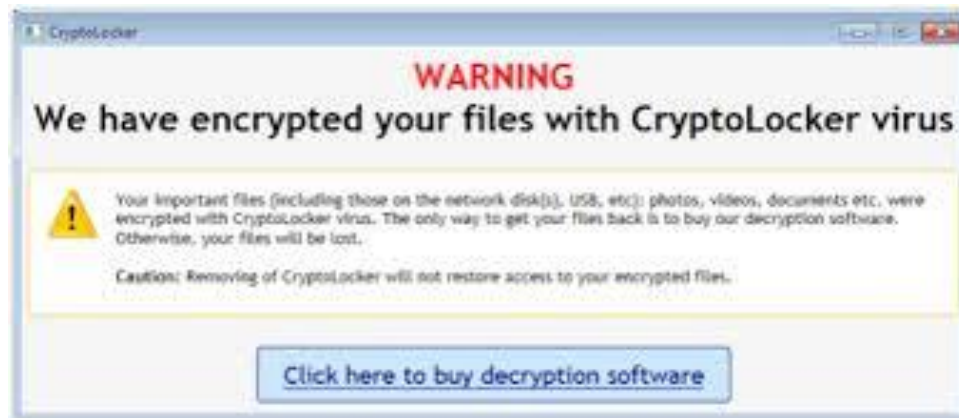 CryptoLocker
WARNING
We have encrypted your files with CryptoLocker virus
Your important files (including those on the network disk(s), USB, etc): photos, videos, documents etc. were
encrypted with CryptoLocker virus. The only way to get your files back is to buy our decryption software.
Otherwise, your files will be lost.
Caution: Removing of CryptoLocker will not restore access to your encrypted files.
Click here to buy decryption software